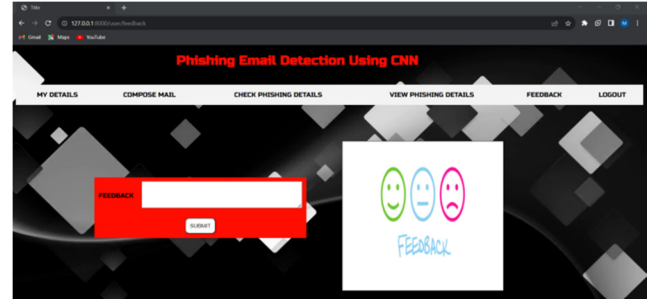 Title
127.0.0.1:8000/user/feedback
Gmail Maps YouTube
Phishing Email Detection Using CNN
MY DETAILS COMPOSE MAIL CHECK PHISHING DETAILS VIEW PHISHING DETAILS FEEDBACK LOGOUT
FEEDBACK
SUBMIT
FEEDBACK